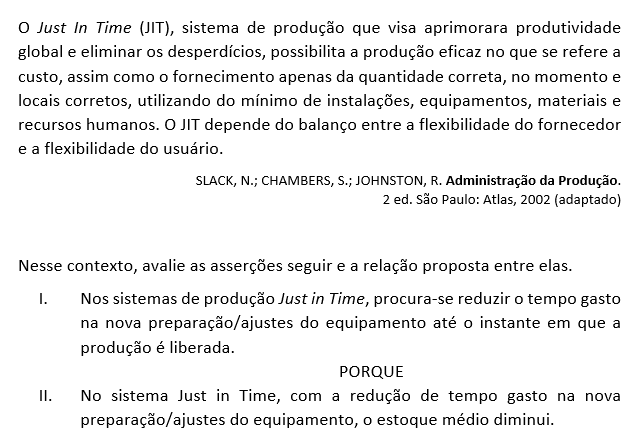 O Just In Time (JIT), sistema de produção que visa aprimorara produtividade
global e eliminar os desperdícios, possibilita a produção eficaz no que se refere a
custo, assim como o fornecimento apenas da quantidade correta, no momento e
locais corretos, utilizando do mínimo de instalações, equipamentos, materiais e
recursos humanos. O JIT depende do balanço entre a flexibilidade do fornecedor
e a flexibilidade do usuário.
SLACK, N.; CHAMBERS, S.; JOHNSTON, R. Administração da Produção.
2 ed. São Paulo: Atlas, 2002 (adaptado)
Nesse contexto, avalie as asserções seguir e a relação proposta entre elas.
I. Nos sistemas de produção Just in Time, procura-se reduzir o tempo gasto
na nova preparação/ajustes do equipamento até o instante em que a
produção é liberada.
PORQUE
II. No sistema Just in Time, com a redução de tempo gasto na nova
preparação/ajustes do equipamento, o estoque médio diminui.